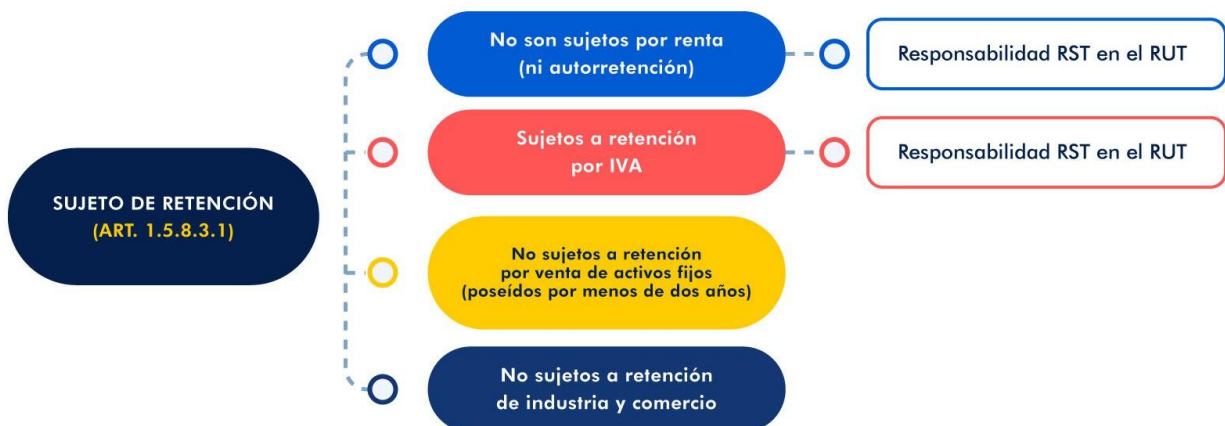 SUJETO DE RETENCIÓN
(ART. 1.5.8.3.1)
No son sujetos por renta
(ni autorretención)
Responsabilidad RST en el RUT
Sujetos a retención
por IVA
Responsabilidad RST en el RUT
No sujetos a retención
por venta de activos fijos
(poseídos por menos de dos años)
No sujetos a retención
de industria y comercio